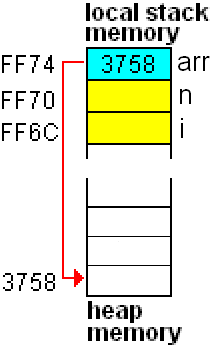 local stack
memory
FF74 3758 arr
FF70 n
FF6C i
3758
heap
memory